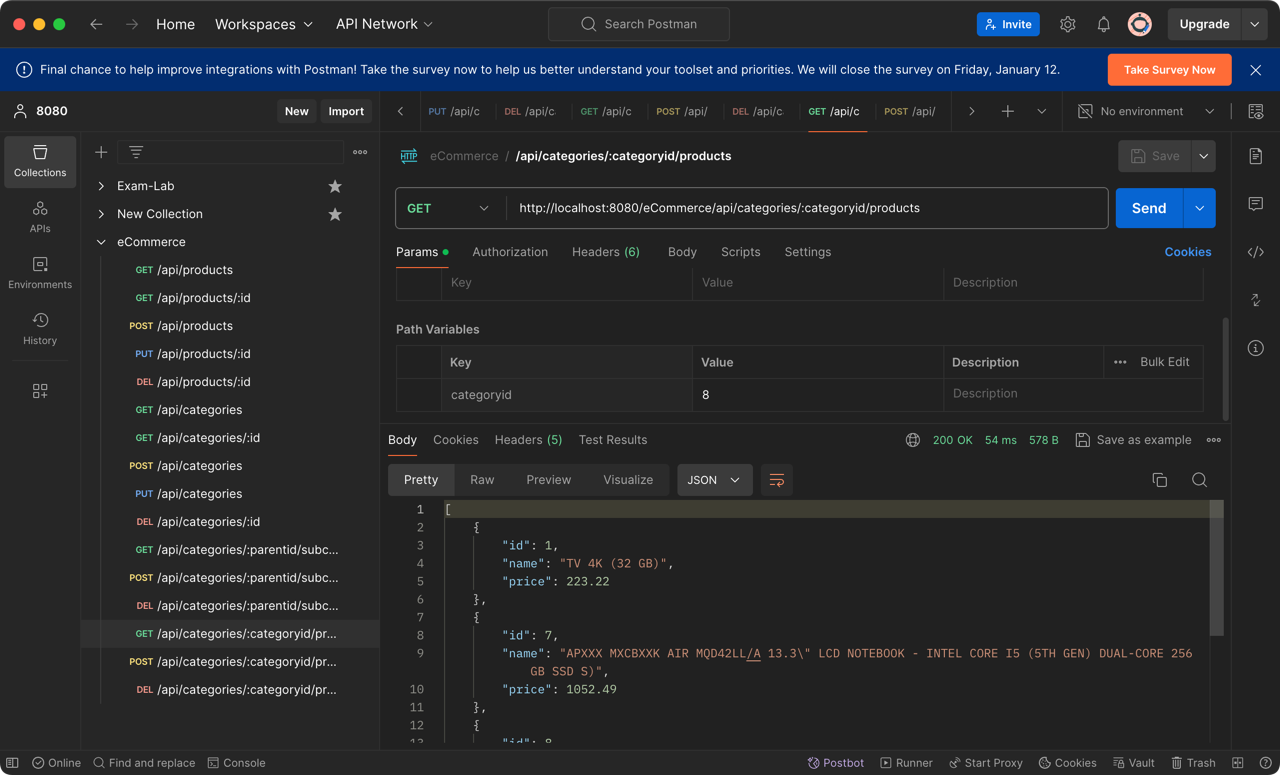 Home Workspaces API Network Search Postman Invite Upgrade
Final chance to help improve integrations with Postman! Take the survey now to help us better understand your toolset and priorities. We will close the survey on Friday, January 12. Take Survey Now
8080 New Import
PUT /api/c DEL /api/c GET /api/c POST /api/ DEL /api/c GET /api/c POST /api/ No environment
Collections
APIs
Environments
History
Exam-Lab
New Collection
eCommerce
GET /api/products
GET /api/products/:id
POST /api/products
PUT /api/products/:id
DEL /api/products/:id
GET /api/categories
GET /api/categories/:id
POST /api/categories
PUT /api/categories
DEL /api/categories/:id
GET /api/categories/:parentid/subc...
POST /api/categories/:parentid/subc...
DEL /api/categories/:parentid/subc...
GET /api/categories/:categoryid/pr...
POST /api/categories/:categoryid/pr...
DEL /api/categories/:categoryid/pr...
HTTP eCommerce / /api/categories/:categoryid/products Save
GET http://localhost:8080/eCommerce/api/categories/:categoryid/products Send
Params Authorization Headers (6) Body Scripts Settings Cookies
Key Value Description
Path Variables
Key Value Description Bulk Edit
categoryid 8 Description
Body Cookies Headers (5) Test Results 200 OK 54 ms 578 B Save as example
Pretty Raw Preview Visualize JSON
1 [
2 {
3 "id": 1,
4 "name": "TV 4K (32 GB)",
5 "price": 223.22
6 },
7 {
8 "id": 7,
9 "name": "APXXX MXCBXXK AIR MQD42LL/A 13.3\" LCD NOTEBOOK - INTEL CORE I5 (5TH GEN) DUAL-CORE 256
GB SSD S)",
10 "price": 1052.49
11 },
12 {
13 "id": 8
Online Find and replace Console Postbot Runner Start Proxy Cookies Vault Trash